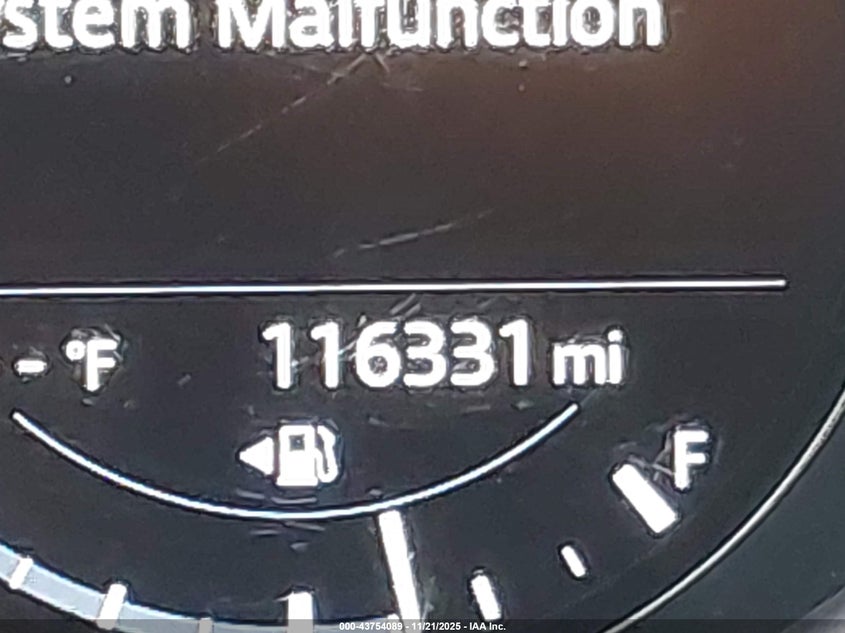 stem Malfunction
- °F 116331 mi
F
000-43754089 - 11/21/2025 - IAA Inc.